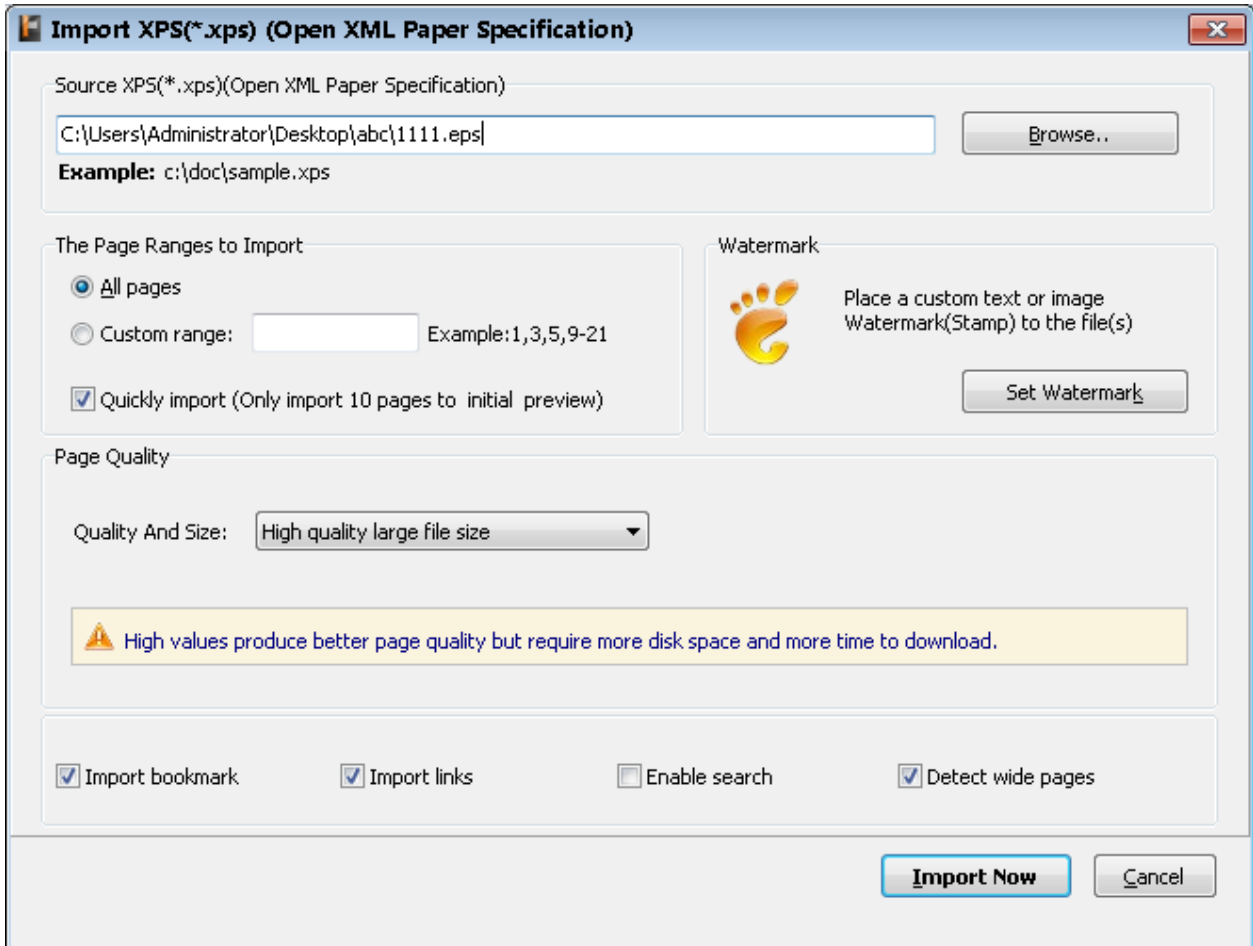 Import XPS(*.xps) (Open XML Paper Specification)
Source XPS(*.xps)(Open XML Paper Specification)
C:\Users\Administrator\Desktop\abc\1111.eps
Browse..
Example: c:\doc\sample.xps
The Page Ranges to Import
All pages
Custom range:
Example:1,3,5,9-21
Quickly import (Only import 10 pages to  initial  preview)
Watermark
Place a custom text or image
Watermark(Stamp) to the file(s)
Set Watermark
Page Quality
Quality And Size:
High quality large file size
High values produce better page quality but require more disk space and more time to download.
Import bookmark
Import links
Enable search
Detect wide pages
Import Now
Cancel